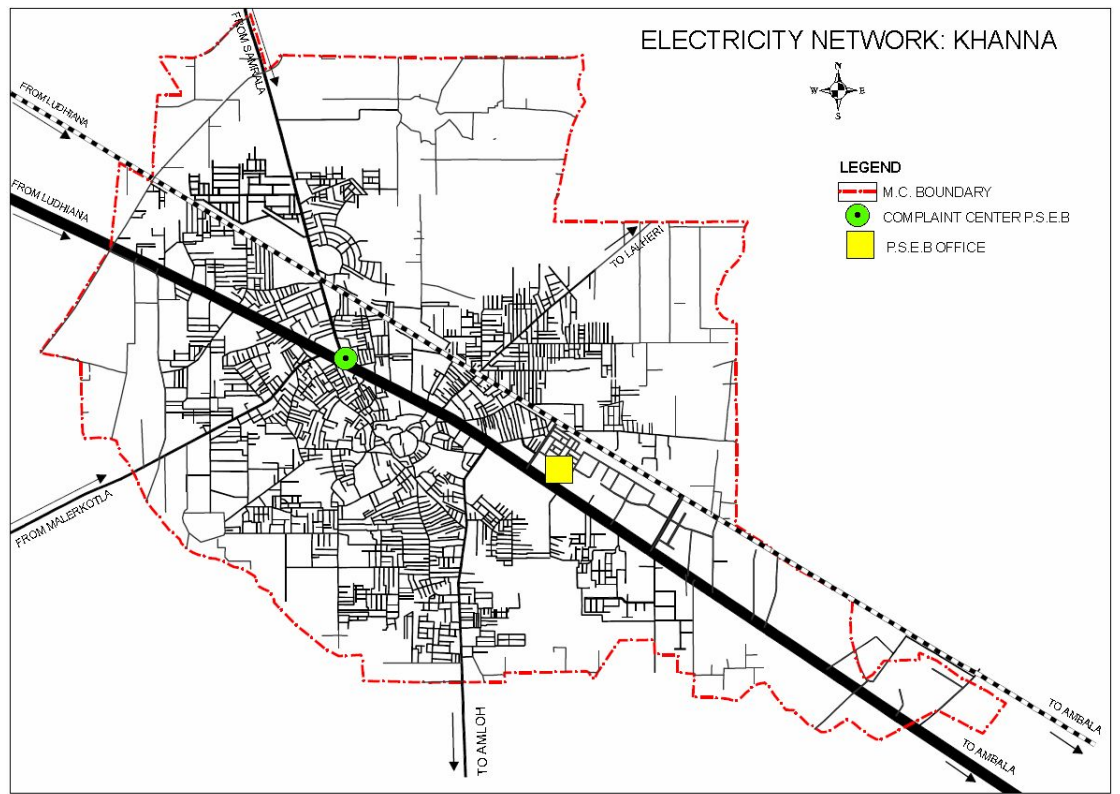 ELECTRICITY NETWORK: KHANNA
N
W E
S
LEGEND
M.C. BOUNDARY
COMPLAINT CENTER P.S.E.B
P.S.E.B OFFICE
FROM SAMRALA
FROM LUDHIANA
FROM LUDHIANA
TO LALHERI
FROM MALERKOTLA
TO AMLOH
TO AMBALA
TO AMBALA